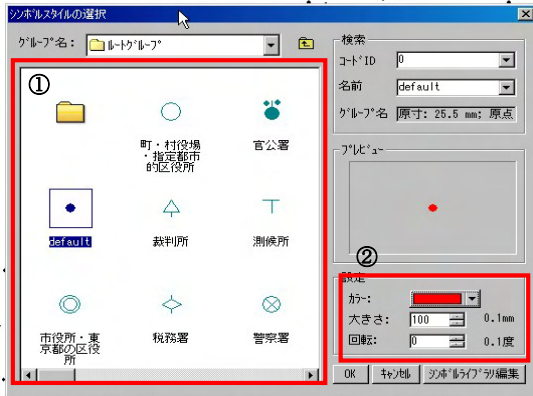 ｼﾝﾎﾞﾙｽﾀｲﾙの選択
ｸﾞﾙｰﾌﾟ名：
ﾙｰﾄｸﾞﾙｰﾌﾟ
①
町・村役場
・指定都市
的区役所
官公署
default
裁判所
測候所
市役所・東
京都の区役
所
税務署
警察署
検索
ｺｰﾄﾞID
0
名前
default
ｸﾞﾙｰﾌﾟ名
原寸: 25.5 mm; 原点
ﾌﾟﾚﾋﾞｭｰ
②
設定
ｶﾗｰ:
大きさ:
100
0.1mm
回転:
0
0.1度
OK
ｷｬﾝｾﾙ
ｼﾝﾎﾞﾙﾗｲﾌﾞﾗﾘ編集